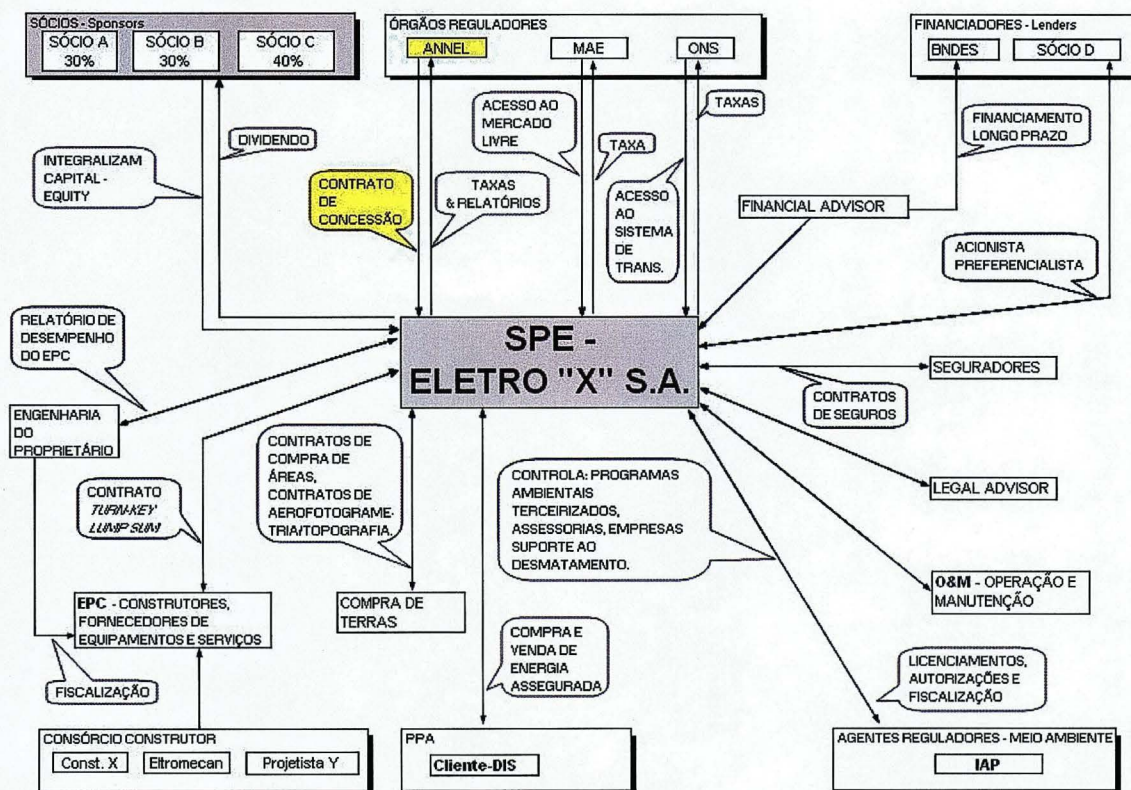 SÓCIOS - Sponsors
SÓCIO A
30%
SÓCIO B
30%
SÓCIO C
40%
ÓRGÃOS REGULADORES
ANNEL
MAE
ONS
FINANCIADORES - Lenders
BNDES
SÓCIO D
INTEGRALIZAM
CAPITAL -
EQUITY
DIVIDENDO
CONTRATO
DE
CONCESSÃO
TAXAS
& RELATÓRIOS
ACESSO AO
MERCADO
LIVRE
TAXA
ACESSO
AO
SISTEMA
DE
TRANS.
TAXAS
FINANCIAMENTO
LONGO PRAZO
FINANCIAL ADVISOR
ACIONISTA
PREFERENCIALISTA
RELATÓRIO DE
DESEMPENHO
DO EPC
SPE -
ELETRO "X" S.A.
SEGURADORES
CONTRATOS
DE SEGUROS
ENGENHARIA
DO
PROPRIETÁRIO
CONTRATO
TURN-KEY
LUMP SUM
CONTRATOS DE
COMPRA DE
ÁREAS,
CONTRATOS DE
AEROFOTOGRAME-
TRIA/TOPOGRAFIA.
CONTROLA: PROGRAMAS
AMBIENTAIS
TERCEIRIZADOS,
ASSESSORIAS, EMPRESAS
SUPORTE AO
DESMATAMENTO.
LEGAL ADVISOR
O&M - OPERAÇÃO E
MANUTENÇÃO
EPC - CONSTRUTORES,
FORNECEDORES DE
EQUIPAMENTOS E SERVIÇOS
COMPRA DE
TERRAS
FISCALIZAÇÃO
COMPRA E
VENDA DE
ENERGIA
ASSEGURADA
LICENCIAMENTOS,
AUTORIZAÇÕES E
FISCALIZAÇÃO
CONSÓRCIO CONSTRUTOR
Const. X
Eltromecan
Projetista Y
PPA
Cliente-DIS
AGENTES REGULADORES - MEIO AMBIENTE
IAP